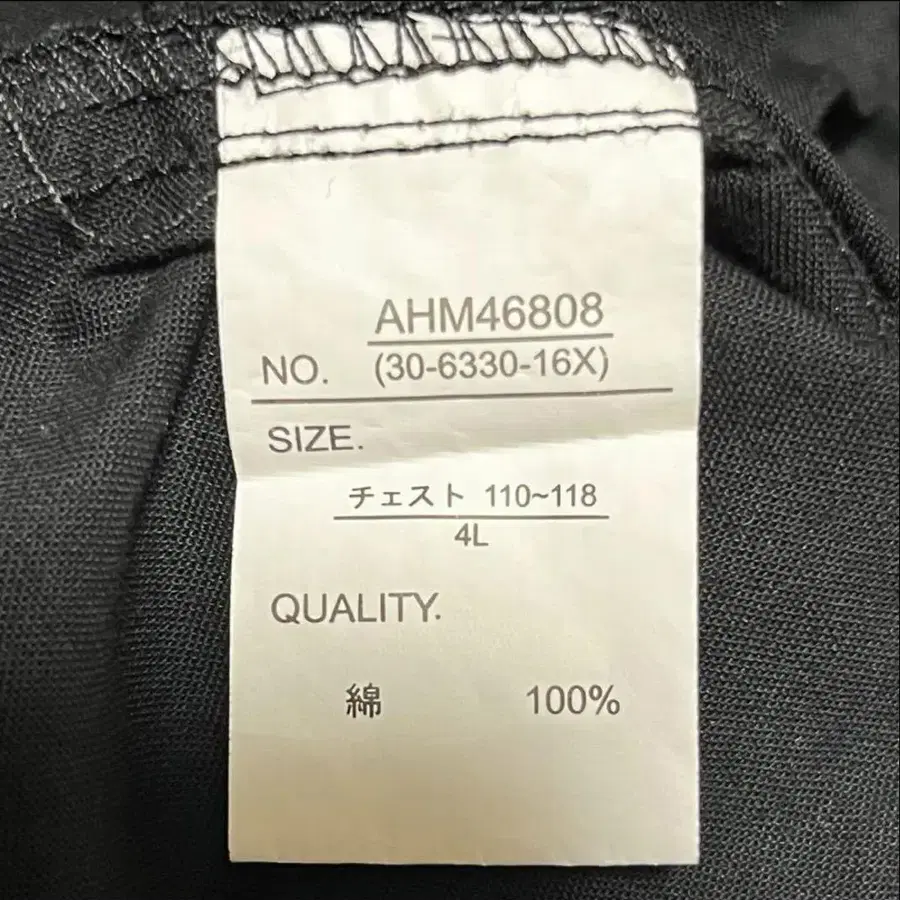 AHM46808
NO. (30-6330-16X)
SIZE.
チェスト 110~118
4L
QUALITY.
綿 100%